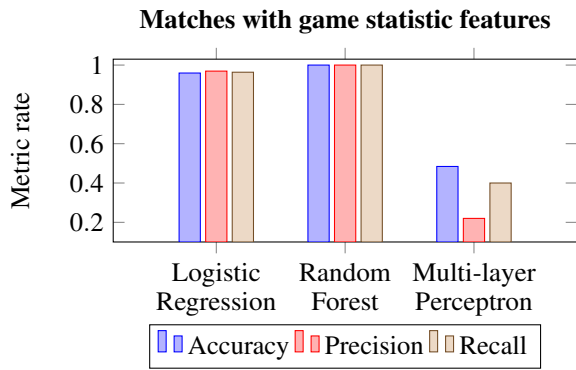 Matches with game statistic features
Metric rate
1
0.8
0.6
0.4
0.2
Logistic Regression
Random Forest
Multi-layer Perceptron
Accuracy Precision Recall